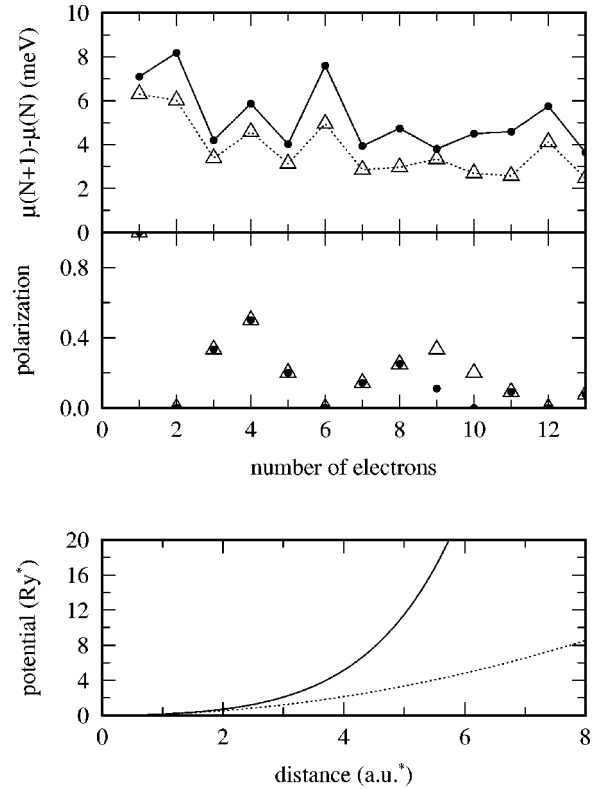 10
8
6
4
2
0
μ(N+1)-μ(N) (meV)
0.8
0.4
0.0
polarization
0 2 4 6 8 10 12
number of electrons
20
16
12
8
4
0
potential (Ry*)
0 2 4 6 8
distance (a.u.*)